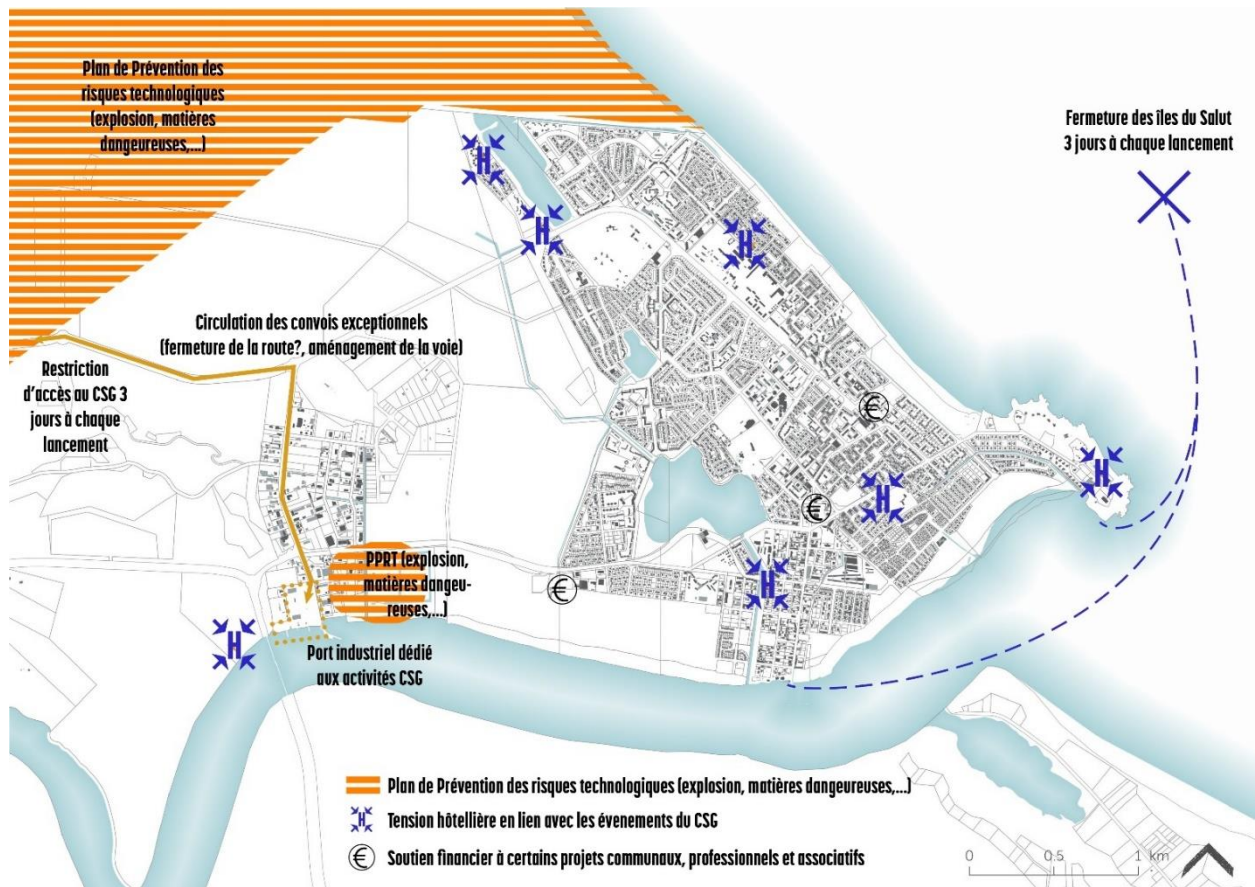 Plan de Prévention des
risques technologiques
(explosion, matières
dangeureuses,...)
Fermeture des îles du Salut
3 jours à chaque lancement
H
H
H
Circulation des convois exceptionnels
(fermeture de la route?, aménagement de la voie)
Restriction
d'accès au CSG 3
jours à chaque
lancement
€
H
H
€
PPRT (explosion,
matières dangeu-
reuses,...)
H
€
H
Port industriel dédié
aux activités CSG
Plan de Prévention des risques technologiques (explosion, matières dangeureuses,...)
H
Tension hôtellière en lien avec les évenements du CSG
€
Soutien financier à certains projets communaux, professionnels et associatifs
0 0.5 1 km